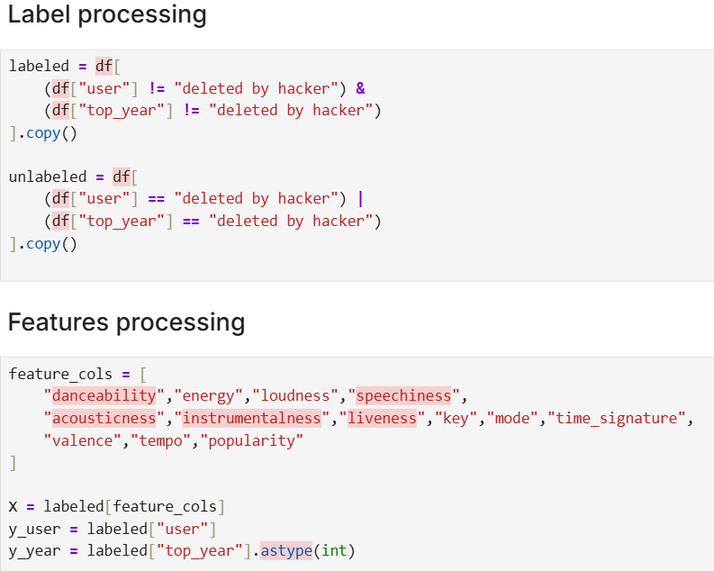 Label processing
labeled = df[
    (df["user"] != "deleted by hacker") &
    (df["top_year"] != "deleted by hacker")
].copy()
unlabeled = df[
    (df["user"] == "deleted by hacker") |
    (df["top_year"] == "deleted by hacker")
].copy()
Features processing
feature_cols = [
    "danceability","energy","loudness","speechiness",
    "acousticness","instrumentalness","liveness","key","mode","time_signature",
    "valence","tempo","popularity"
]
X = labeled[feature_cols]
y_user = labeled["user"]
y_year = labeled["top_year"].astype(int)